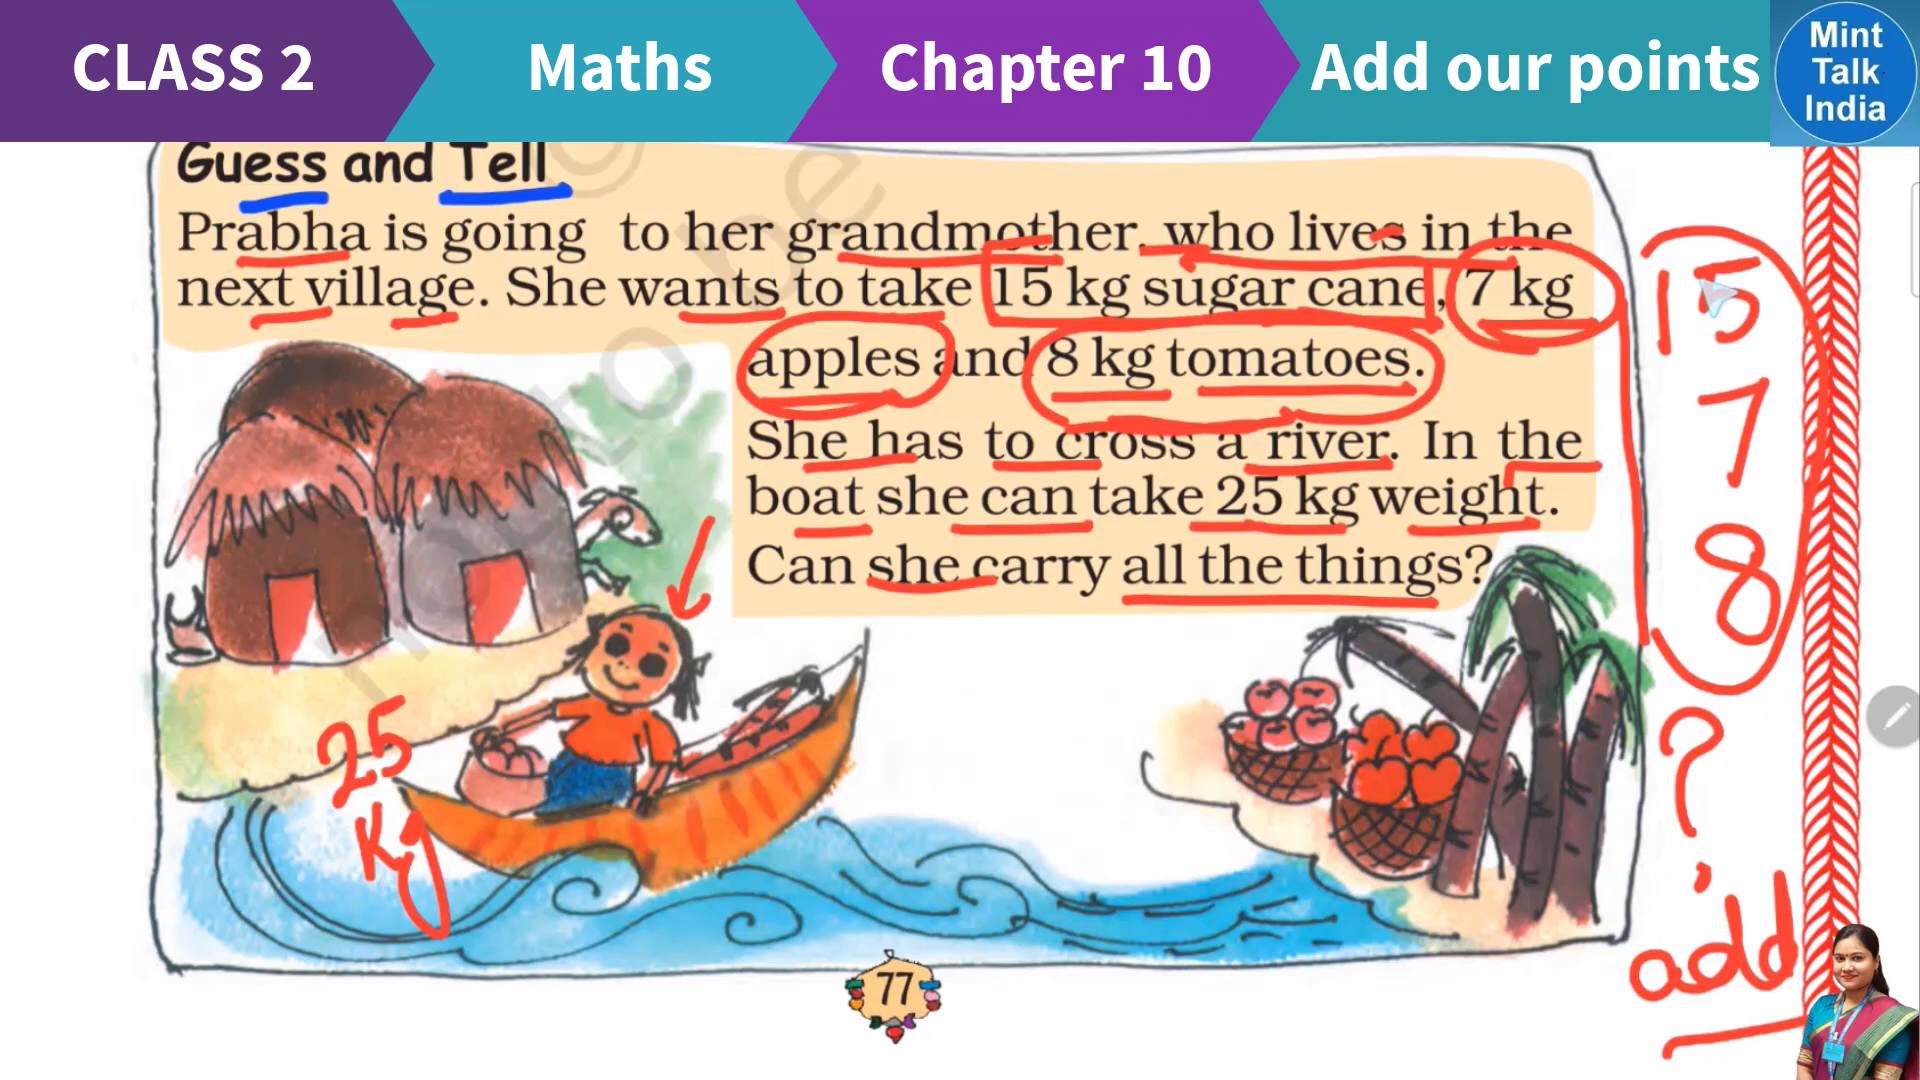 CLASS 2
Maths
Chapter 10
Add our points
Mint
Talk
India
Guess and Tell
Prabha is going to her grandmother, who lives in the
next village. She wants to take 15 kg sugar cane, 7 kg
apples and 8 kg tomatoes.
She has to cross a river. In the
boat she can take 25 kg weight.
Can she carry all the things?
15
7
8
?
add
25
kg
77